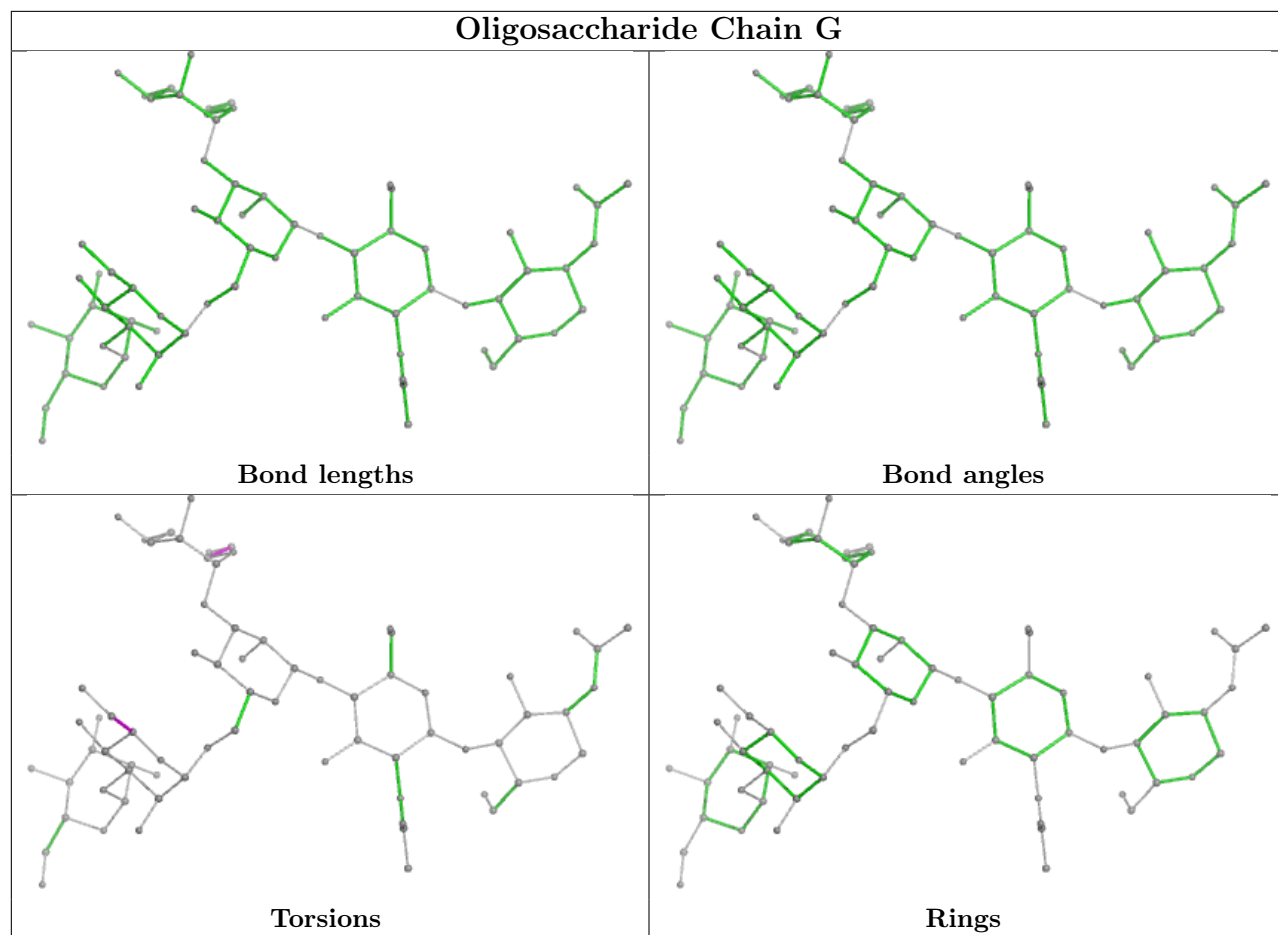 Oligosaccharide Chain G
Bond lengths
Bond angles
Torsions
Rings